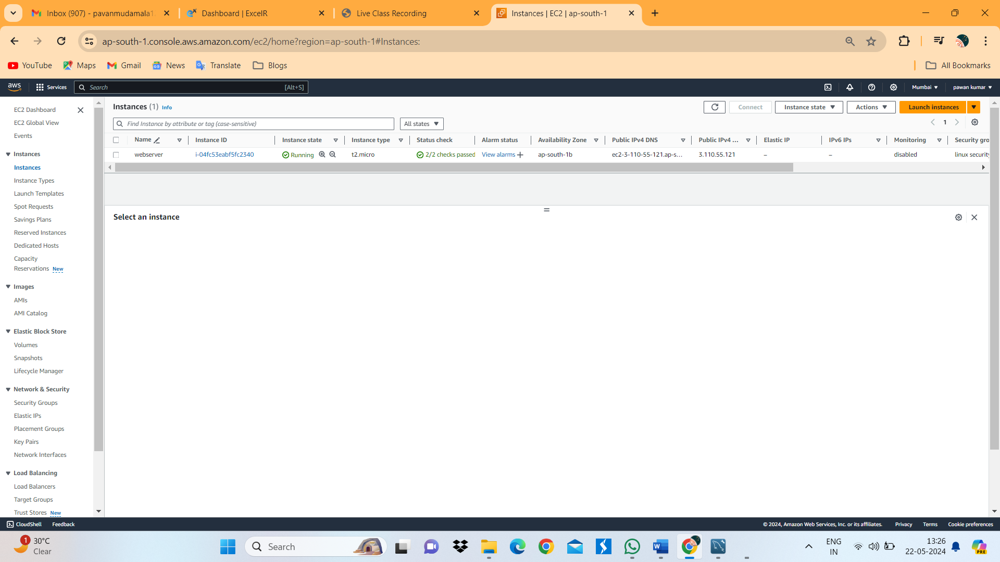 Inbox (907) - pavanmudamala1
Dashboard | ExcelR
Live Class Recording
Instances | EC2 | ap-south-1
ap-south-1.console.aws.amazon.com/ec2/home?region=ap-south-1#Instances:
YouTube Maps Gmail News Translate Blogs All Bookmarks
aws Services Search [Alt+S] Mumbai pawan kumar
EC2 Dashboard
EC2 Global View
Events
Instances
Instances
Instance Types
Launch Templates
Spot Requests
Savings Plans
Reserved Instances
Dedicated Hosts
Capacity
Reservations New
Images
AMIs
AMI Catalog
Elastic Block Store
Volumes
Snapshots
Lifecycle Manager
Network & Security
Security Groups
Elastic IPs
Placement Groups
Key Pairs
Network Interfaces
Load Balancing
Load Balancers
Target Groups
Trust Stores New
Instances (1) Info Connect Instance state Actions Launch instances
Find Instance by attribute or tag (case-sensitive) All states 1
Name Instance ID Instance state Instance type Status check Alarm status Availability Zone Public IPv4 DNS Public IPv4 ... Elastic IP IPv6 IPs Monitoring Security gro
webserver i-04fc53eabf5fc2340 Running t2.micro 2/2 checks passed View alarms + ap-south-1b ec2-3-110-55-121.ap-s... 3.110.55.121 – – disabled linux security
Select an instance
CloudShell Feedback © 2024, Amazon Web Services, Inc. or its affiliates. Privacy Terms Cookie preferences
1 30°C
Clear
Search
ENG
IN
13:26
22-05-2024
PRE